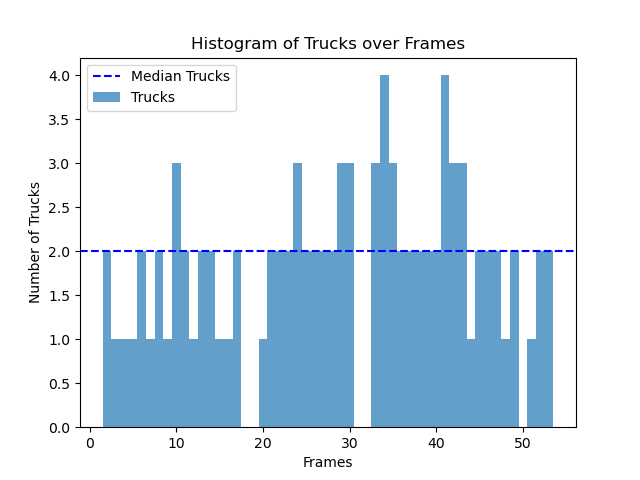 Histogram of Trucks over Frames
Median Trucks
Trucks
4.0
3.5
3.0
2.5
2.0
1.5
1.0
0.5
0.0
Number of Trucks
0 10 20 30 40 50
Frames